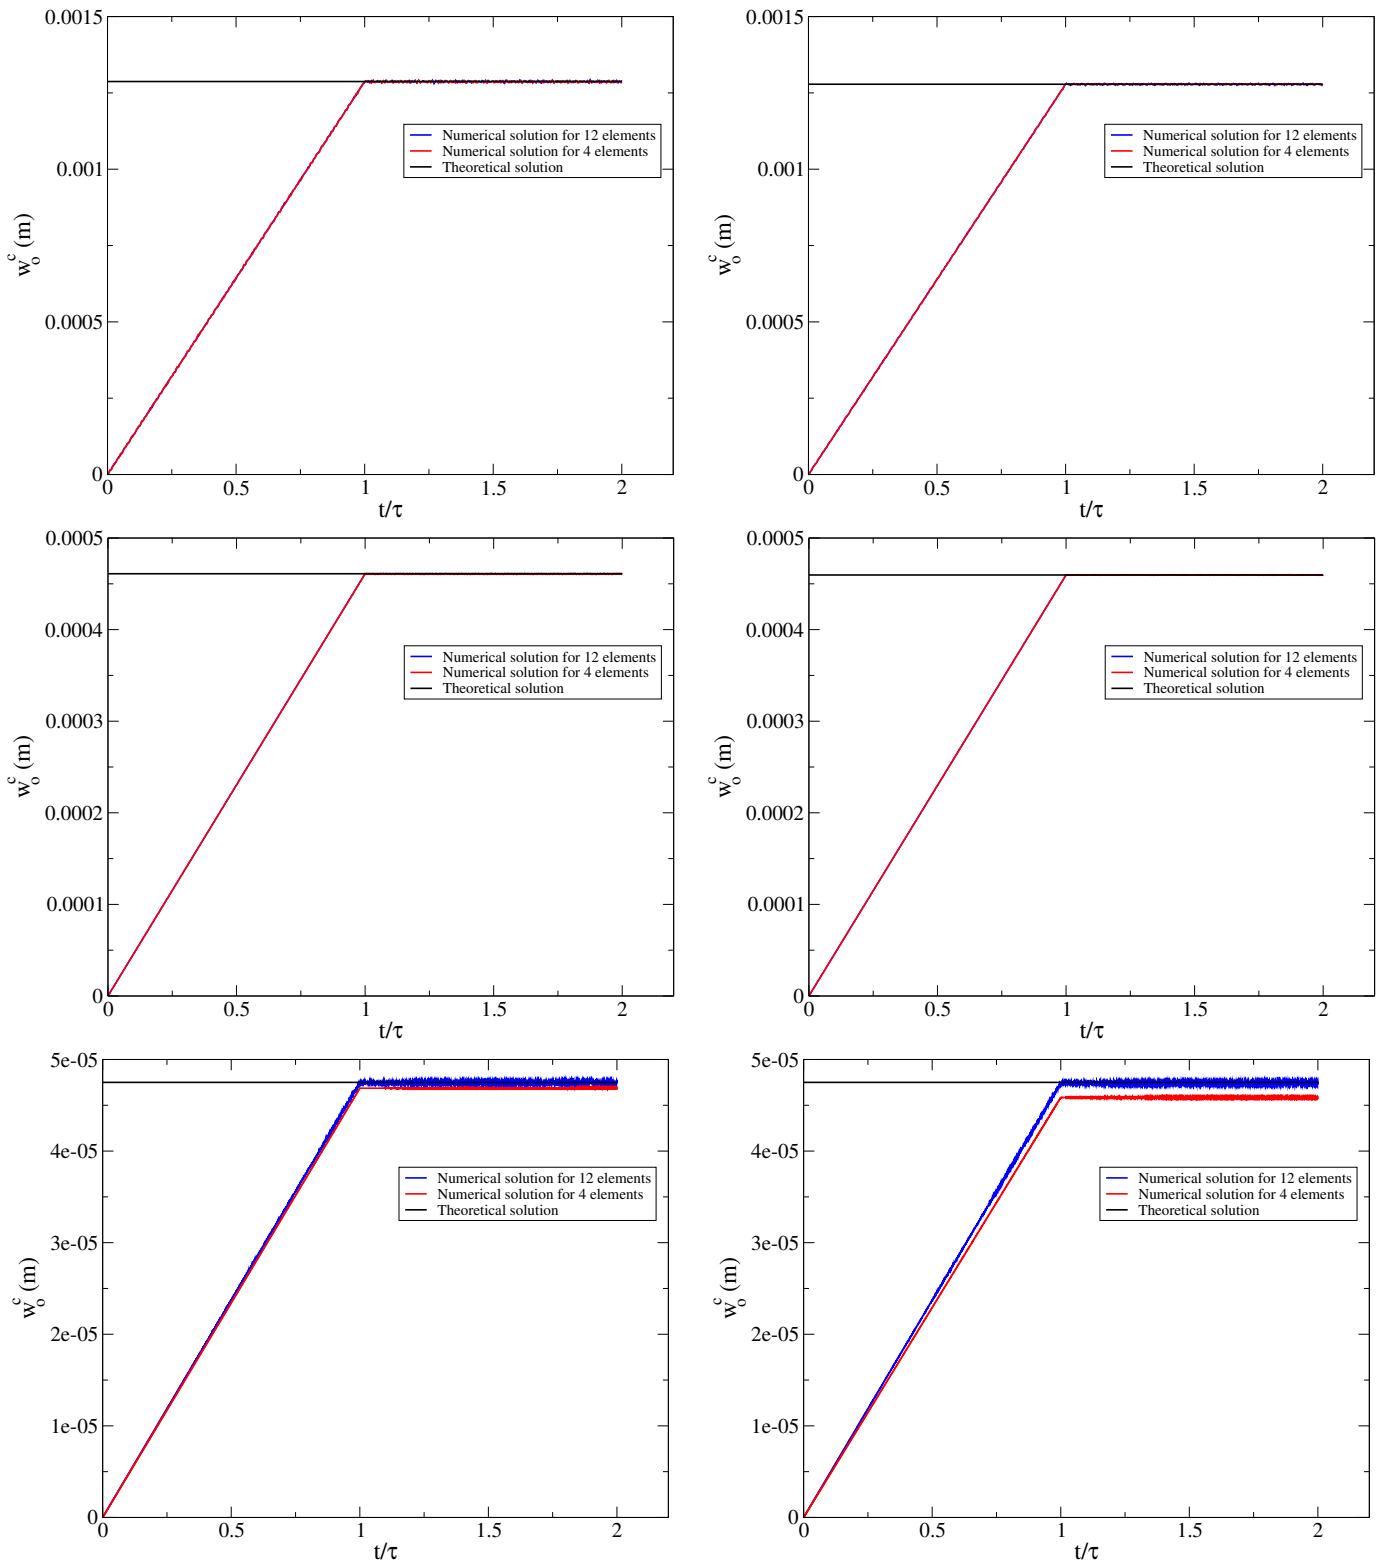 0.0015
0.001
0.0005
0
w_o^c (m)
0
0.5
1
1.5
2
t/τ
Numerical solution for 12 elements
Numerical solution for 4 elements
Theoretical solution
0.0015
0.001
0.0005
0
w_o^c (m)
0
0.5
1
1.5
2
t/τ
Numerical solution for 12 elements
Numerical solution for 4 elements
Theoretical solution
0.0005
0.0004
0.0003
0.0002
0.0001
0
w_o^c (m)
0
0.5
1
1.5
2
t/τ
Numerical solution for 12 elements
Numerical solution for 4 elements
Theoretical solution
0.0005
0.0004
0.0003
0.0002
0.0001
0
w_o^c (m)
0
0.5
1
1.5
2
t/τ
Numerical solution for 12 elements
Numerical solution for 4 elements
Theoretical solution
5e-05
4e-05
3e-05
2e-05
1e-05
0
w_o^c (m)
0
0.5
1
1.5
2
t/τ
Numerical solution for 12 elements
Numerical solution for 4 elements
Theoretical solution
5e-05
4e-05
3e-05
2e-05
1e-05
0
w_o^c (m)
0
0.5
1
1.5
2
t/τ
Numerical solution for 12 elements
Numerical solution for 4 elements
Theoretical solution